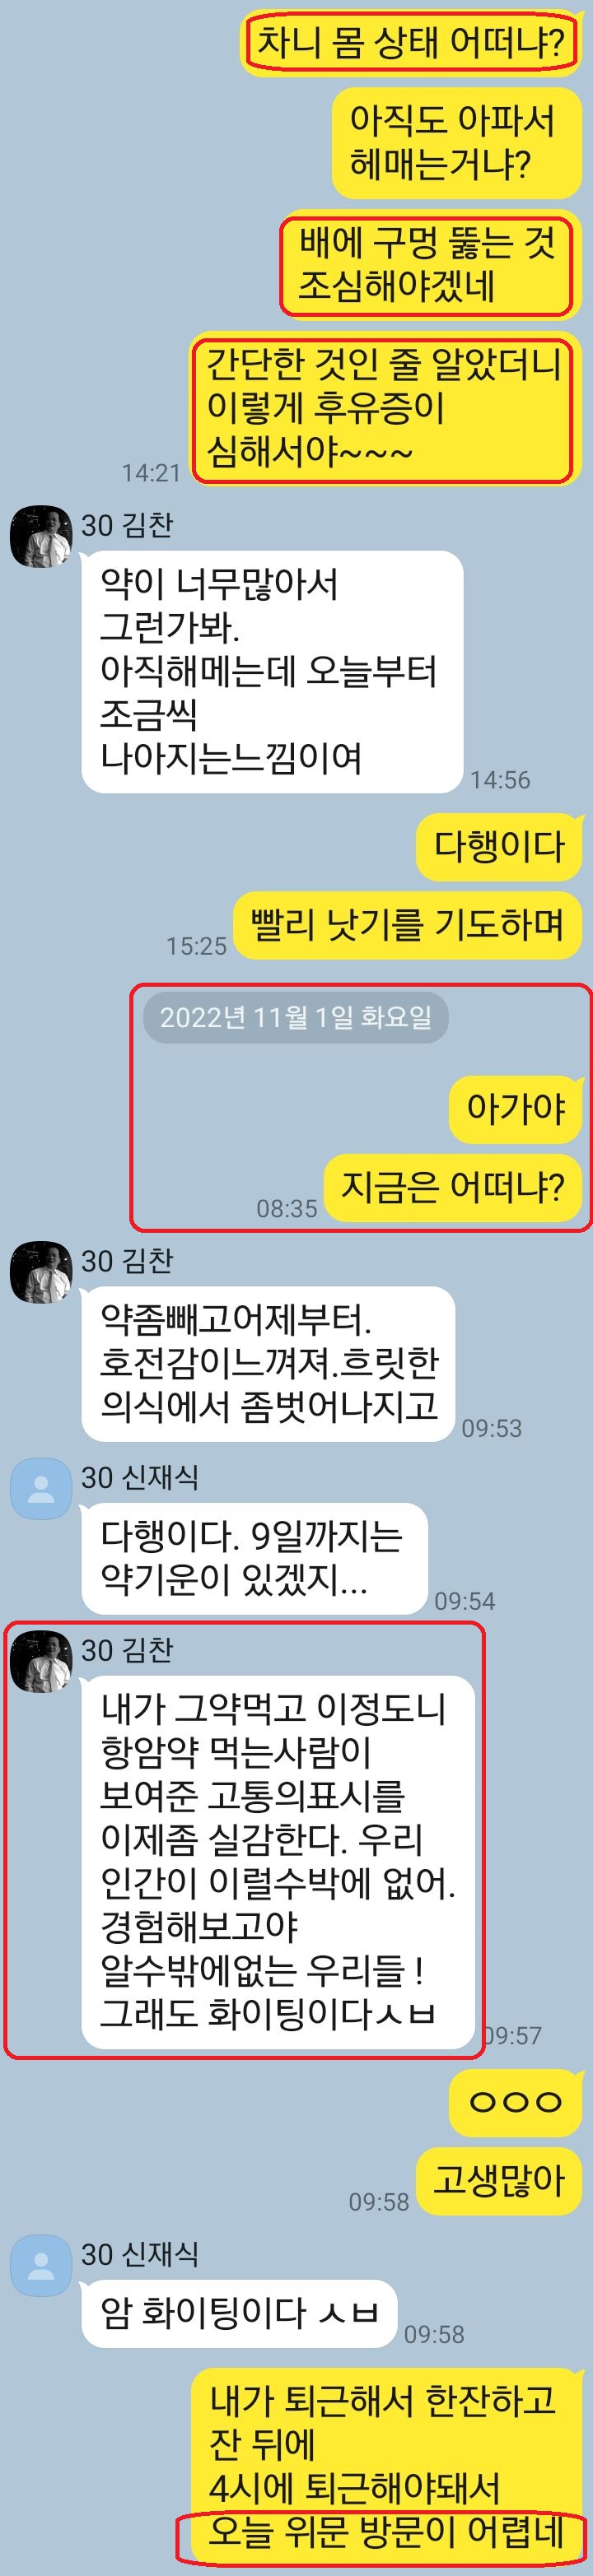 차니 몸 상태 어떠냐?
아직도 아파서
헤매는거냐?
배에 구멍 뚫는 것
조심해야겠네
간단한 것인 줄 알았더니
이렇게 후유증이
심해서야~~~
14:21
30 김찬
약이 너무많아서
그런가봐.
아직해메는데 오늘부터
조금씩
나아지는느낌이여
14:56
다행이다
빨리 낫기를 기도하며
15:25
2022년 11월 1일 화요일
아가야
지금은 어떠냐?
08:35
30 김찬
약좀빼고어제부터.
호전감이느껴져.흐릿한
의식에서 좀벗어나지고
09:53
30 신재식
다행이다. 9일까지는
약기운이 있겠지...
09:54
30 김찬
내가 그약먹고 이정도니
항암약 먹는사람이
보여준 고통의표시를
이제좀 실감한다. 우리
인간이 이럴수박에 없어.
경험해보고야
알수밖에없는 우리들 !
그래도 화이팅이다ㅅㅂ
09:57
ㅇㅇㅇ
고생많아
09:58
30 신재식
암 화이팅이다 ㅅㅂ
09:58
내가 퇴근해서 한잔하고
잔 뒤에
4시에 퇴근해야돼서
오늘 위문 방문이 어렵네